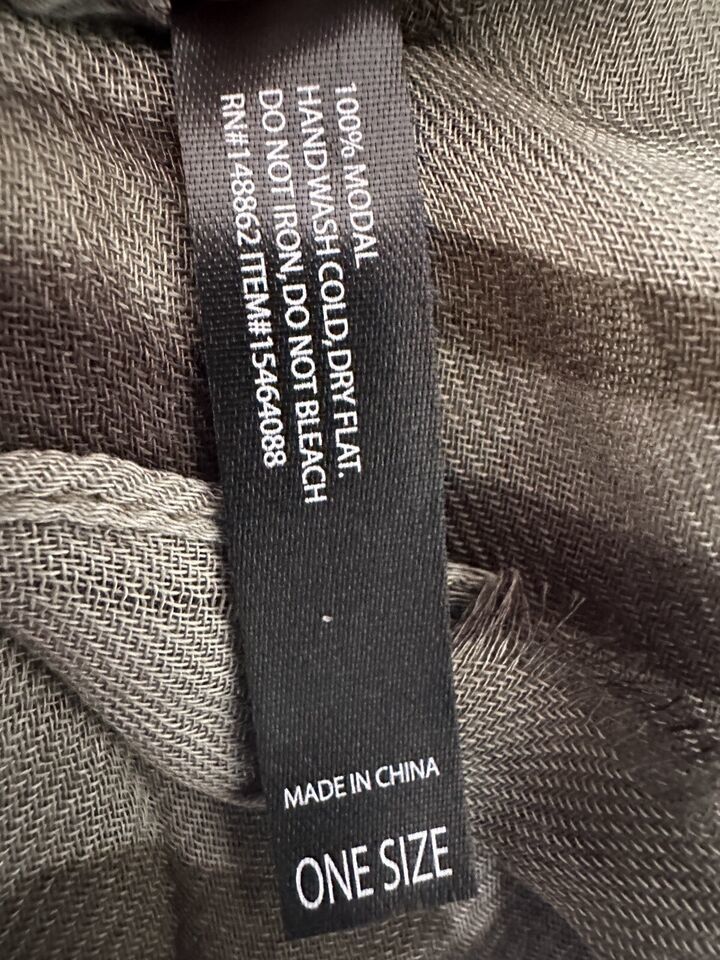 100% MODAL
HAND WASH COLD, DRY FLAT.
DO NOT IRON, DO NOT BLEACH
RN#148862 ITEM#15464088
MADE IN CHINA
ONE SIZE